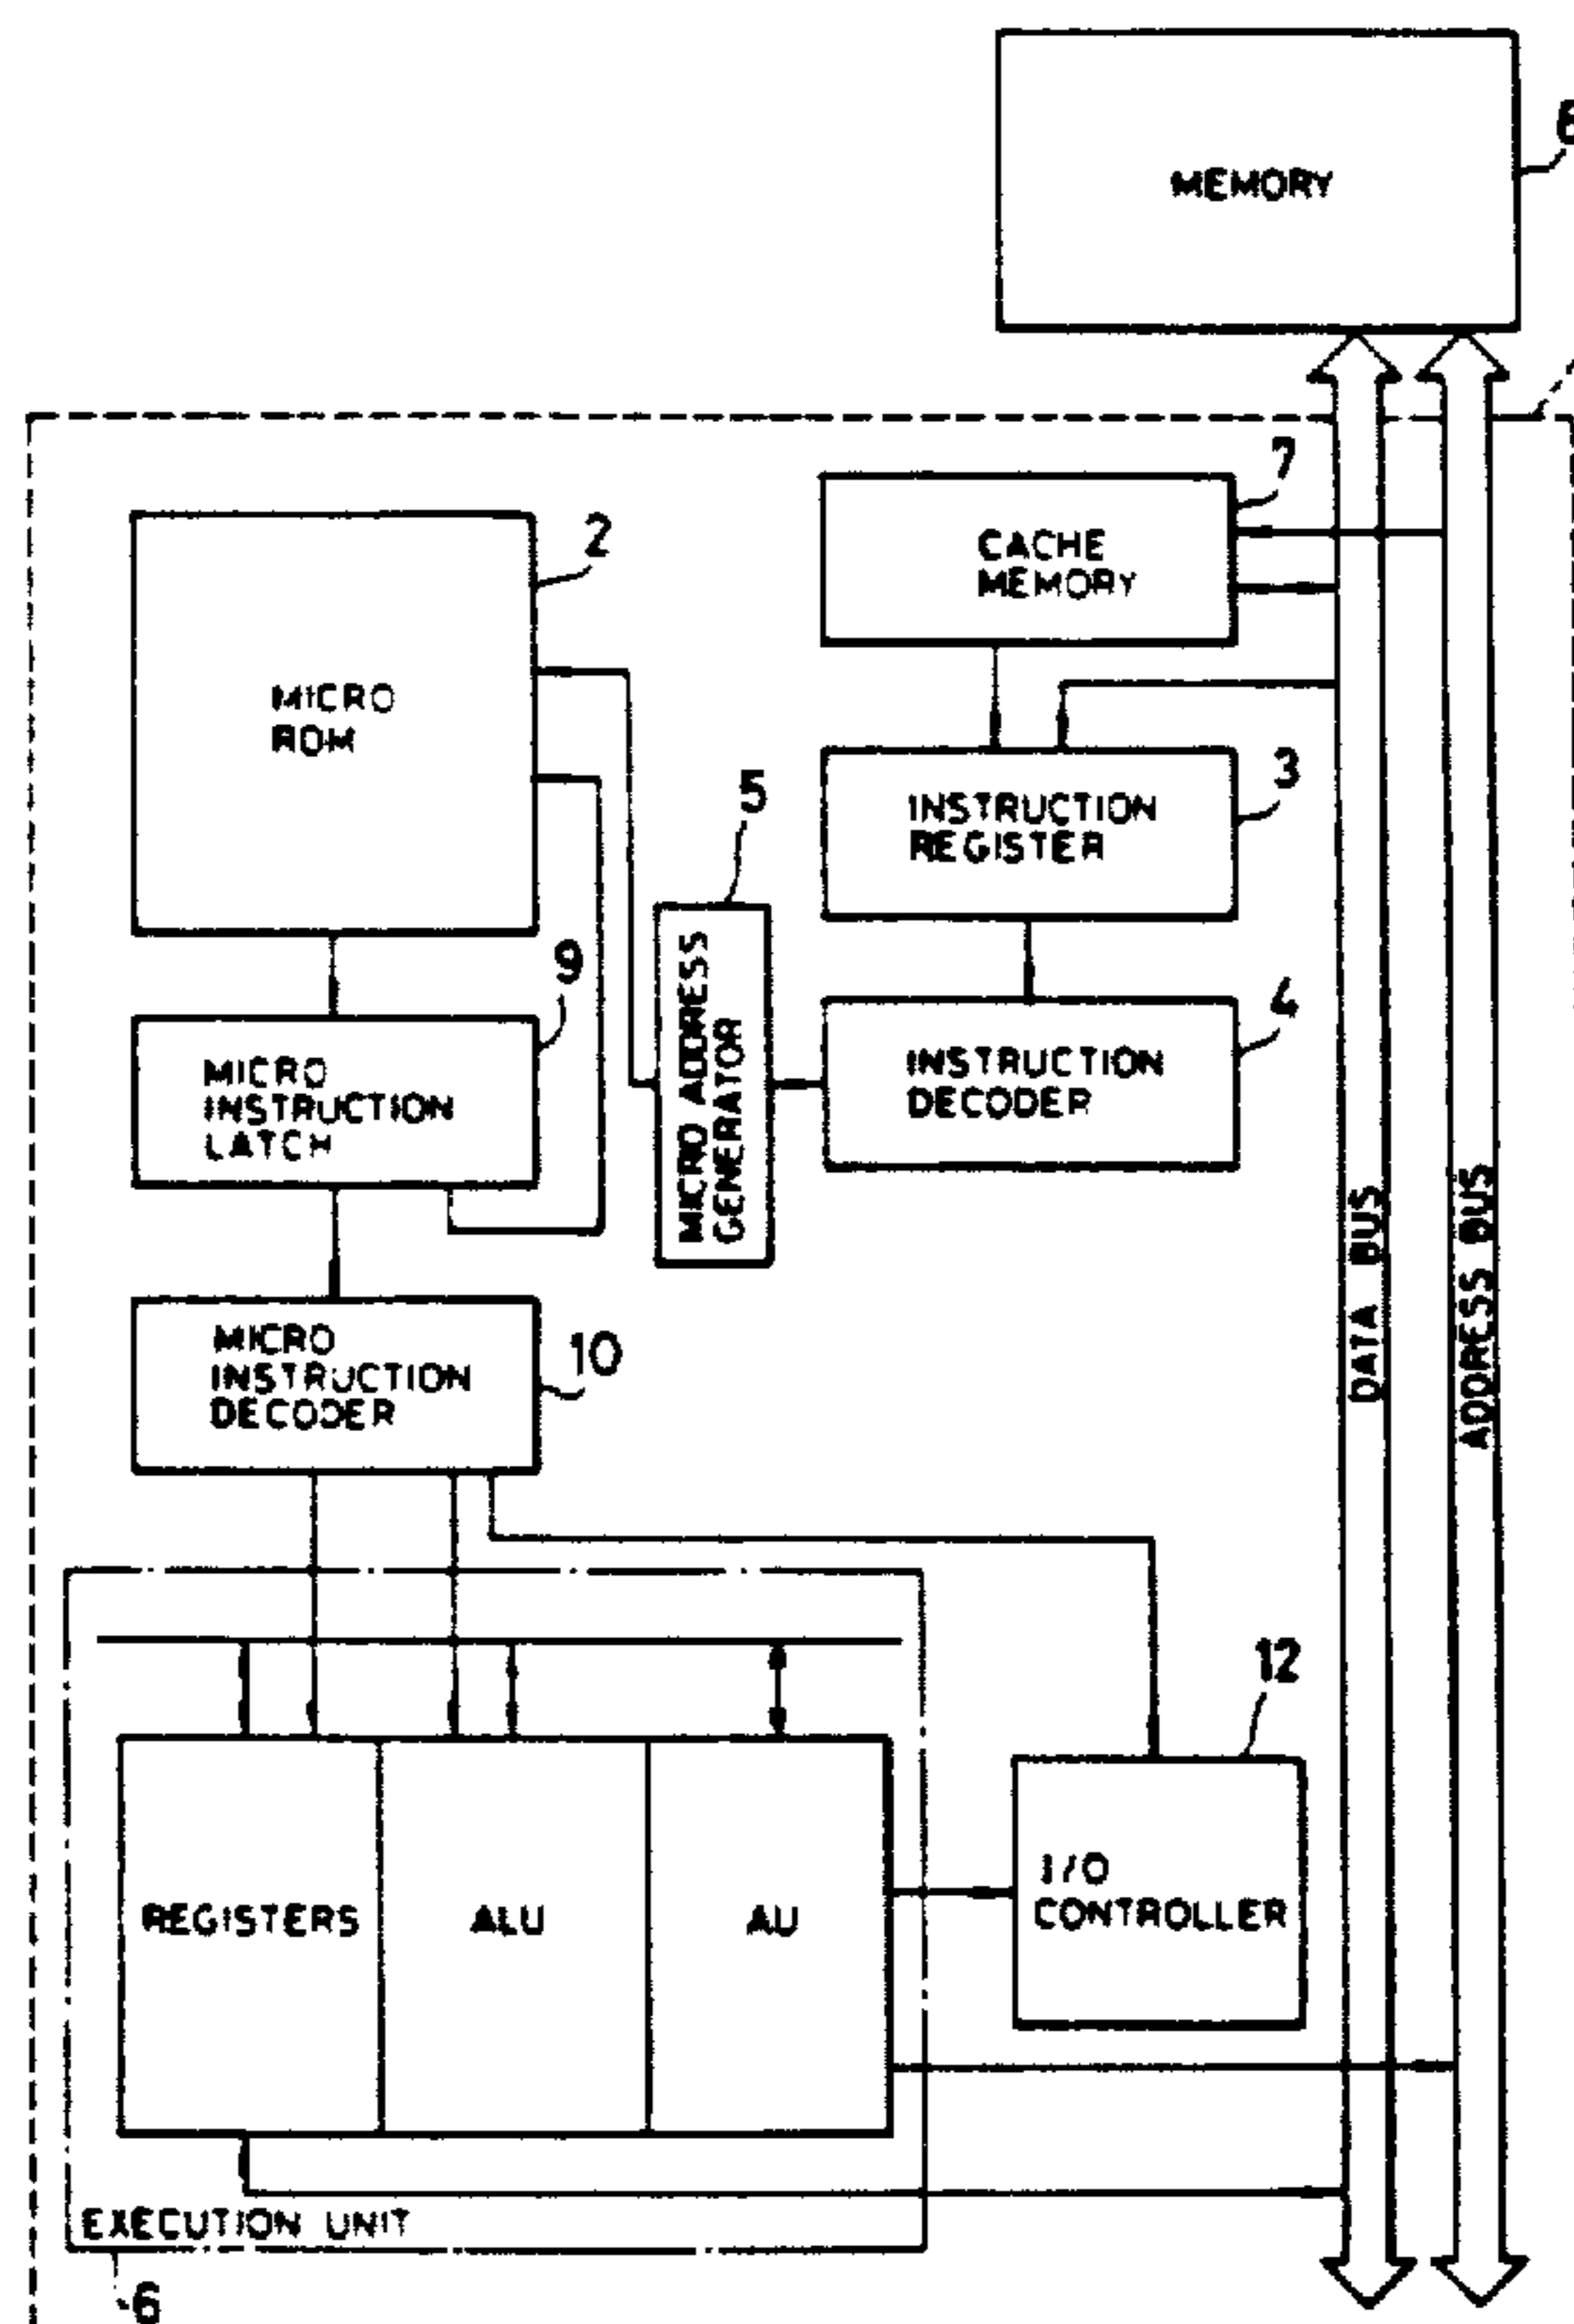 MEMORY
7
CACHE
MEMORY
2
MICRO
ROM
3
INSTRUCTION
REGISTER
5
MICRO ADDRESS
GENERATOR
9
MICRO
INSTRUCTION
LATCH
4
INSTRUCTION
DECODER
DATA BUS
ADDRESS BUS
10
MICRO
INSTRUCTION
DECODER
12
I/O
CONTROLLER
REGISTERS
ALU
AU
EXECUTION UNIT
6